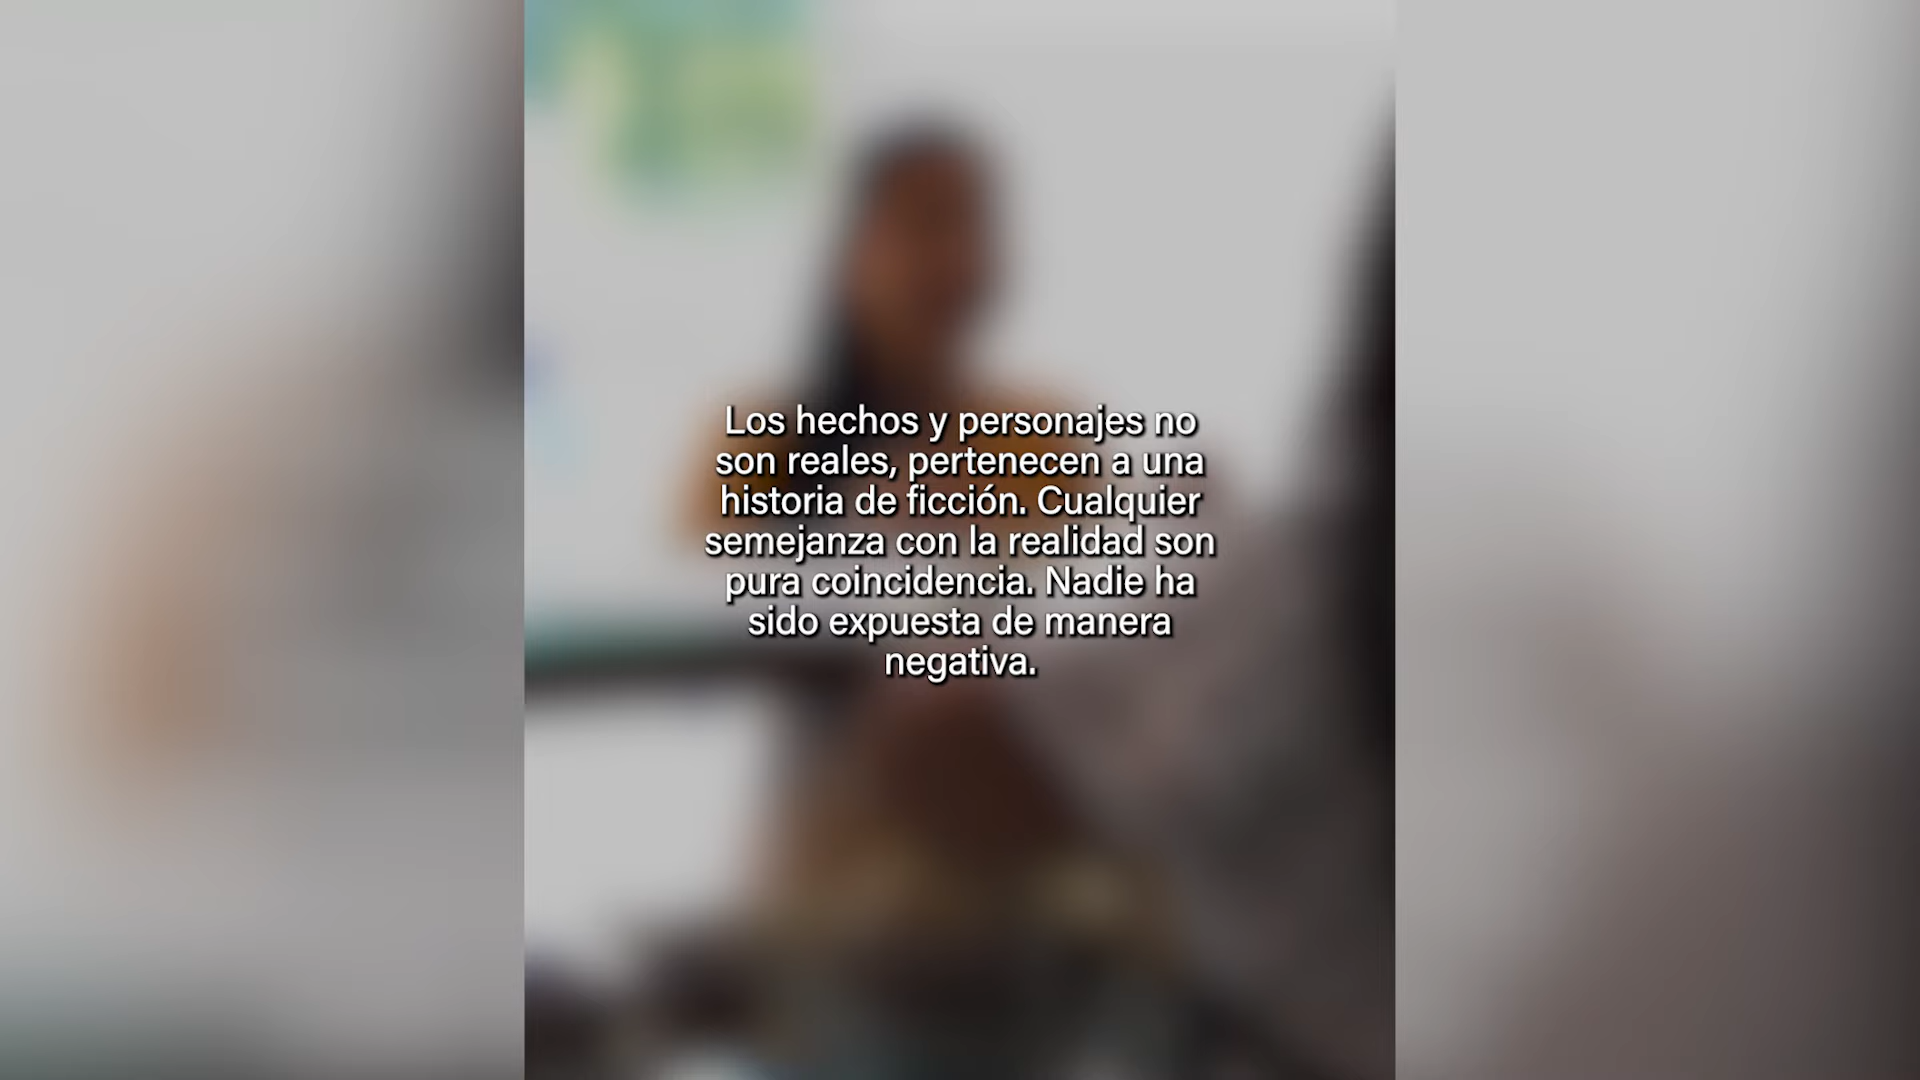 Los hechos y personajes no
son reales, pertenecen a una
historia de ficción. Cualquier
semejanza con la realidad son
pura coincidencia. Nadie ha
sido expuesta de manera
negativa.